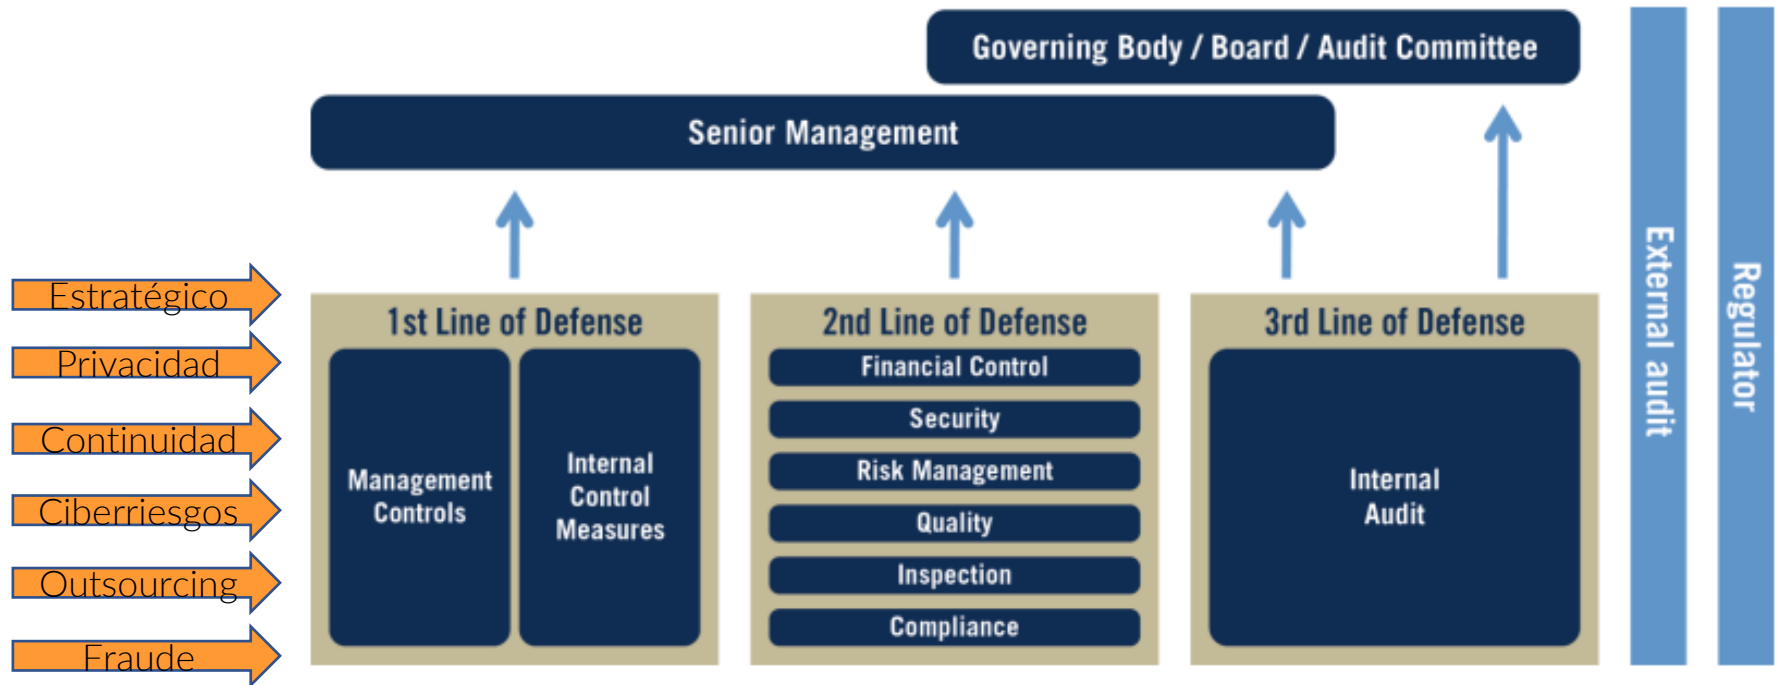 Governing Body / Board / Audit Committee
Senior Management
Estratégico
Privacidad
Continuidad
Ciberriesgos
Outsourcing
Fraude
1st Line of Defense
Management
Controls
Internal
Control
Measures
2nd Line of Defense
Financial Control
Security
Risk Management
Quality
Inspection
Compliance
3rd Line of Defense
Internal
Audit
External audit
Regulator